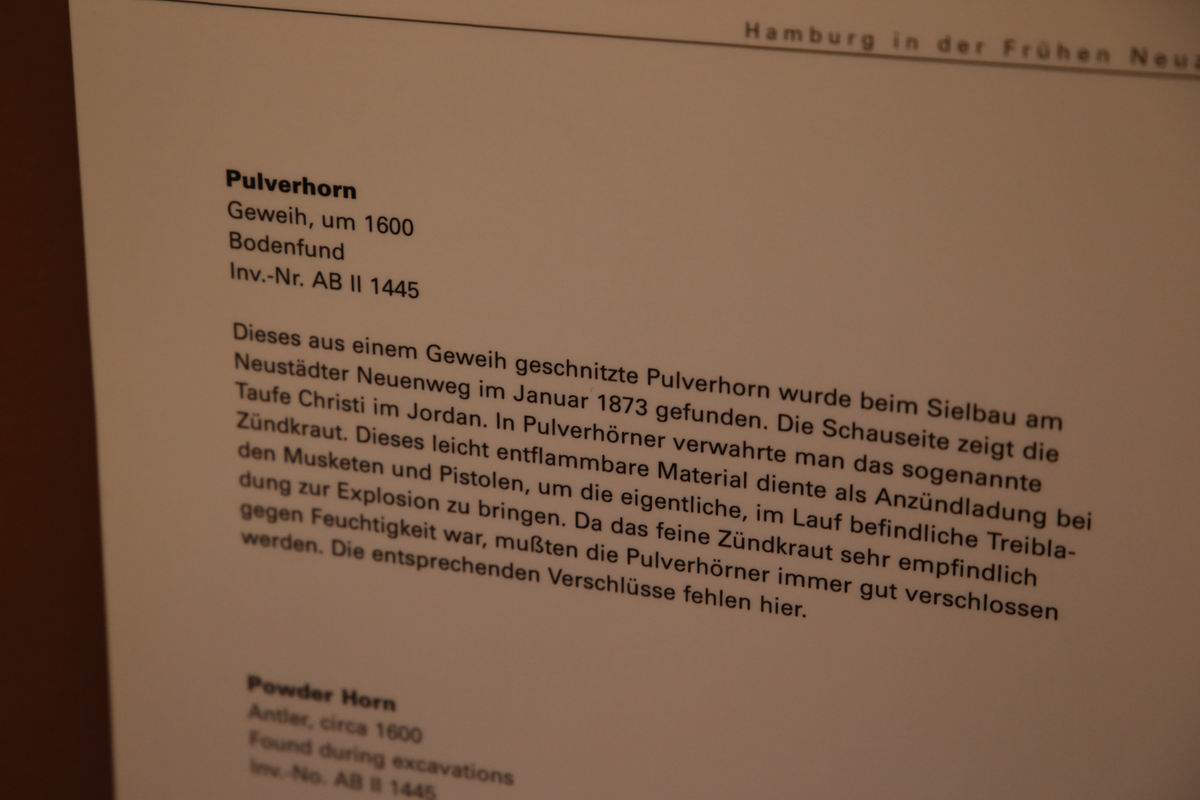 Hamburg in der Frühen
Pulverhorn
Geweih, um 1600
Bodenfund
Inv.-Nr. AB II 1445
Dieses aus einem Geweih geschnitzte Pulverhorn wurde beim Sielbau am
Neustädter Neuenweg im Januar 1873 gefunden. Die Schauseite zeigt die
Taufe Christi im Jordan. In Pulverhörner verwahrte man das sogenannte
Zündkraut. Dieses leicht entflammbare Material diente als Anzündladung bei
den Musketen und Pistolen, um die eigentliche, im Lauf befindliche Treibla-
dung zur Explosion zu bringen. Da das feine Zündkraut sehr empfindlich
gegen Feuchtigkeit war, mußten die Pulverhörner immer gut verschlossen
werden. Die entsprechenden Verschlüsse fehlen hier.
Powder Horn
Antler, circa 1600
Found during excavations
Inv.-No. AB II 1445